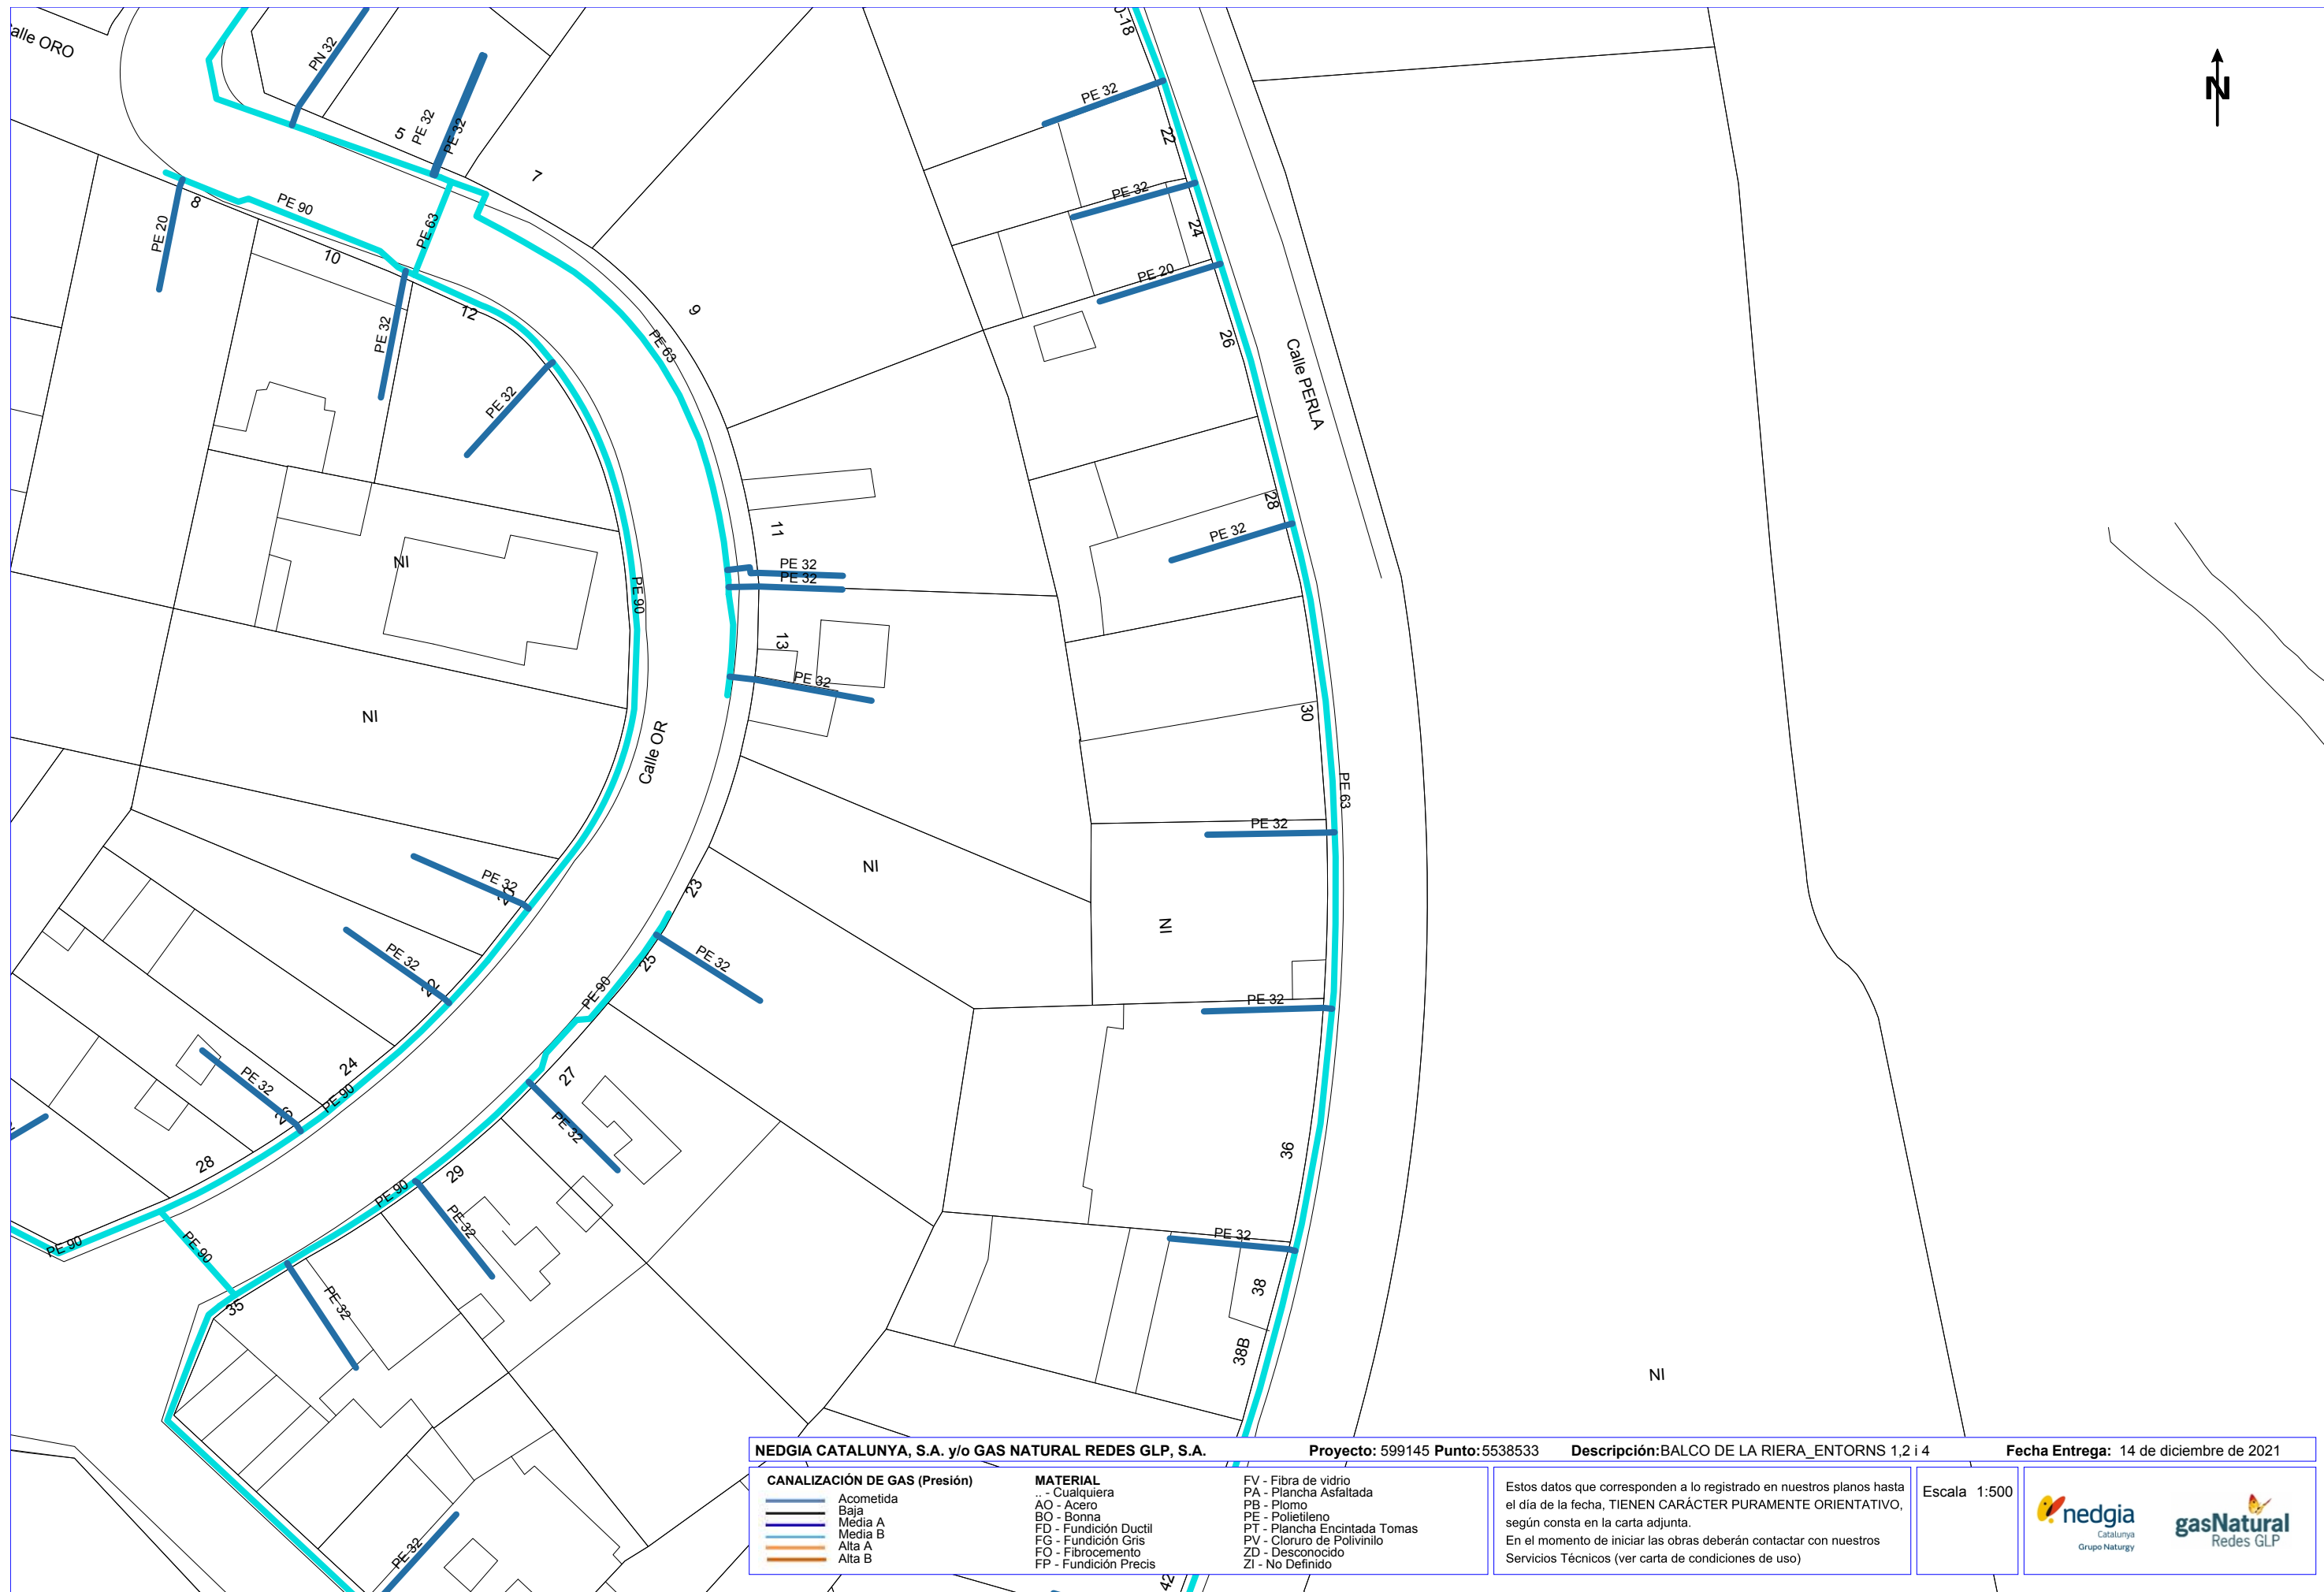 alle ORO
PN 32
5
PE 32
PE 32
7
0-18
PE 32
22
N
PE 20
8
PE 90
PE 63
10
PE 32
24
PE 20
12
PE 32
9
PE 63
26
Calle PERLA
PE 32
28
PE 32
11
NI
PE 32
PE 32
PE 90
13
PE 32
NI
Calle OR
30
PE 63
PE 32
NI
PE 32
23
NI
PE 32
22
25
PE 32
PE 90
PE 32
24
27
PE 32
PE 90
26
PE 32
28
29
36
PE 90
PE 32
PE 90
PE 90
PE 32
35
PE 32
38
38B
NI
PE 32
42
NEDGIA CATALUNYA, S.A. y/o GAS NATURAL REDES GLP, S.A. Proyecto: 599145 Punto:5538533 Descripción:BALCO DE LA RIERA_ENTORNS 1,2 i 4 Fecha Entrega: 14 de diciembre de 2021
CANALIZACIÓN DE GAS (Presión)
Acometida
Baja
Media A
Media B
Alta A
Alta B
MATERIAL
.. - Cualquiera
AO - Acero
BO - Bonna
FD - Fundición Ductil
FG - Fundición Gris
FO - Fibrocemento
FP - Fundición Precis
FV - Fibra de vidrio
PA - Plancha Asfaltada
PB - Plomo
PE - Polietileno
PT - Plancha Encintada Tomas
PV - Cloruro de Polivinilo
ZD - Desconocido
ZI - No Definido
Estos datos que corresponden a lo registrado en nuestros planos hasta
el día de la fecha, TIENEN CARÁCTER PURAMENTE ORIENTATIVO,
según consta en la carta adjunta.
En el momento de iniciar las obras deberán contactar con nuestros
Servicios Técnicos (ver carta de condiciones de uso)
Escala 1:500
nedgia
Catalunya
Grupo Naturgy
gasNatural
Redes GLP